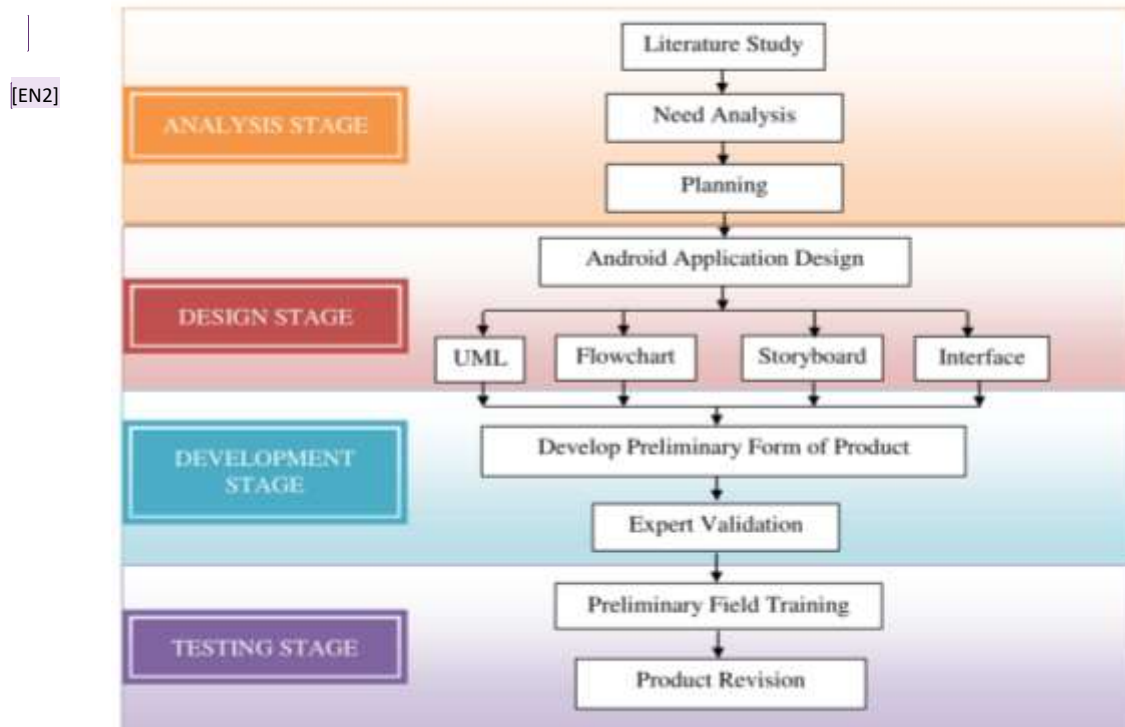 [EN2]
Literature Study
ANALYSIS STAGE
Need Analysis
Planning
Android Application Design
DESIGN STAGE
UML
Flowchart
Storyboard
Interface
Develop Preliminary Form of Product
DEVELOPMENT
STAGE
Expert Validation
Preliminary Field Training
TESTING STAGE
Product Revision